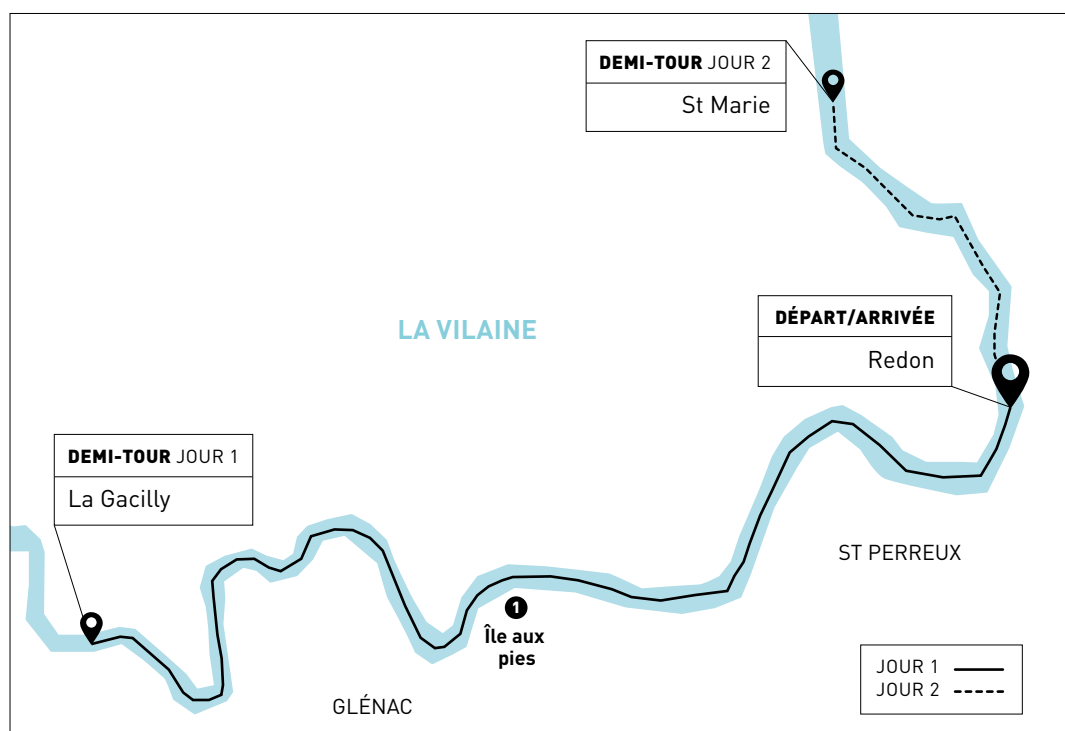 DEMI-TOUR JOUR 2
St Marie
LA VILAINE
DÉPART/ARRIVÉE
Redon
DEMI-TOUR JOUR 1
La Gacilly
ST PERREUX
1
Île aux
pies
GLÉNAC
JOUR 1
JOUR 2